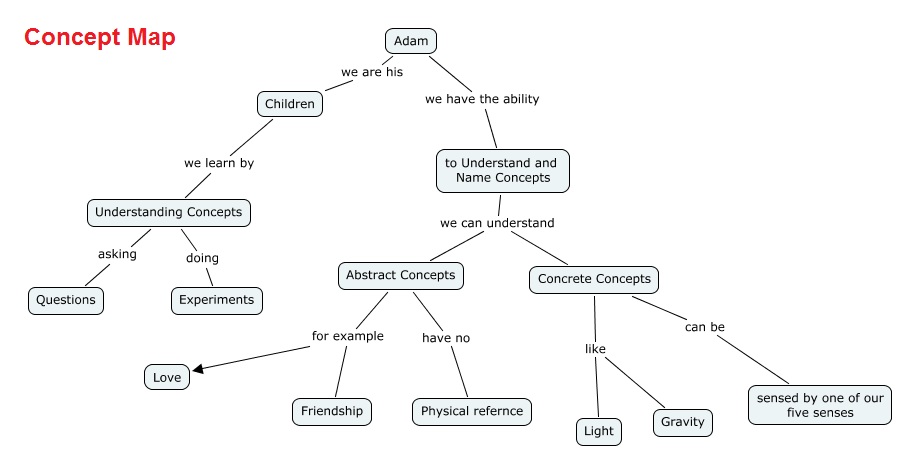 Concept Map
Adam
we are his
we have the ability
Children
to Understand and
Name Concepts
we learn by
Understanding Concepts
we can understand
asking
doing
Abstract Concepts
Concrete Concepts
Questions
Experiments
for example
have no
like
can be
Love
Friendship
Physical refernce
Light
Gravity
sensed by one of our
five senses